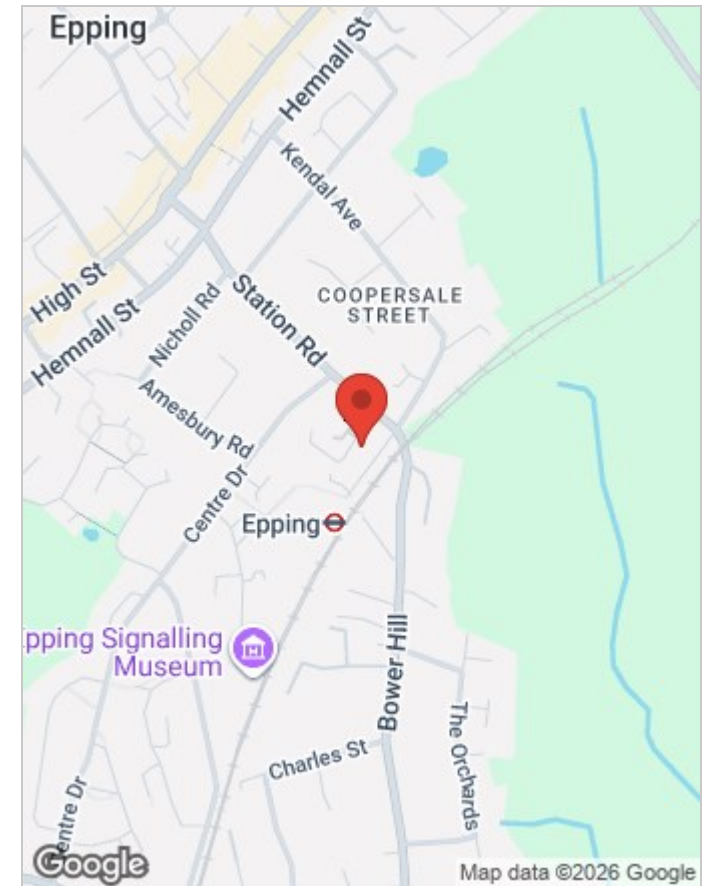 Epping
Hemnall St
Kendal Ave
High St
Hemnall St
Station Rd
Nicholl Rd
COOPERSALE
STREET
Amesbury Rd
Centre Dr
Epping
pping Signalling
Museum
Bower Hill
The Orchards
Charles St
entre Dr
Google
Map data ©2026 Google